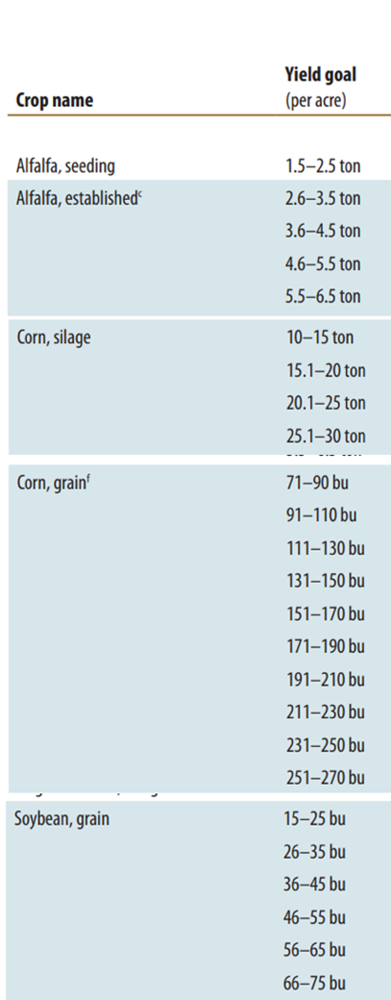 Yield goal
Crop name (per acre)
Alfalfa, seeding 1.5–2.5 ton
Alfalfa, establishedᶜ 2.6–3.5 ton
3.6–4.5 ton
4.6–5.5 ton
5.5–6.5 ton
Corn, silage 10–15 ton
15.1–20 ton
20.1–25 ton
25.1–30 ton
Corn, grainᶠ 71–90 bu
91–110 bu
111–130 bu
131–150 bu
151–170 bu
171–190 bu
191–210 bu
211–230 bu
231–250 bu
251–270 bu
Soybean, grain 15–25 bu
26–35 bu
36–45 bu
46–55 bu
56–65 bu
66–75 bu